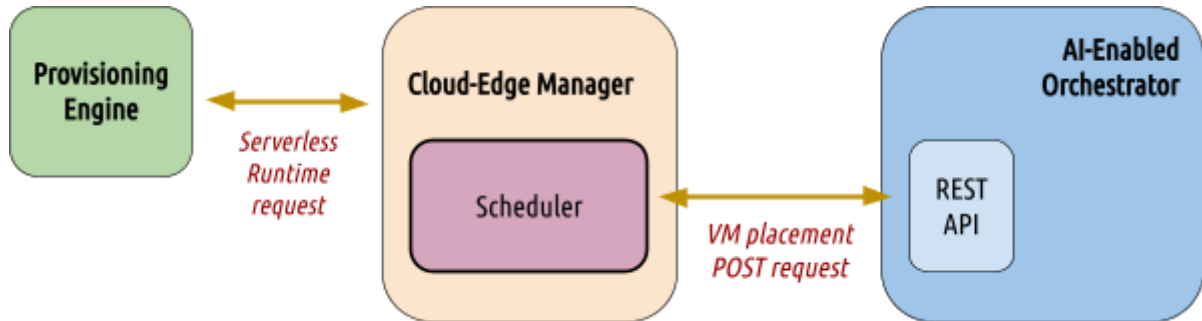 Provisioning
Engine
Serverless
Runtime
request
Cloud-Edge Manager
Scheduler
VM placement
POST request
AI-Enabled
Orchestrator
REST
API